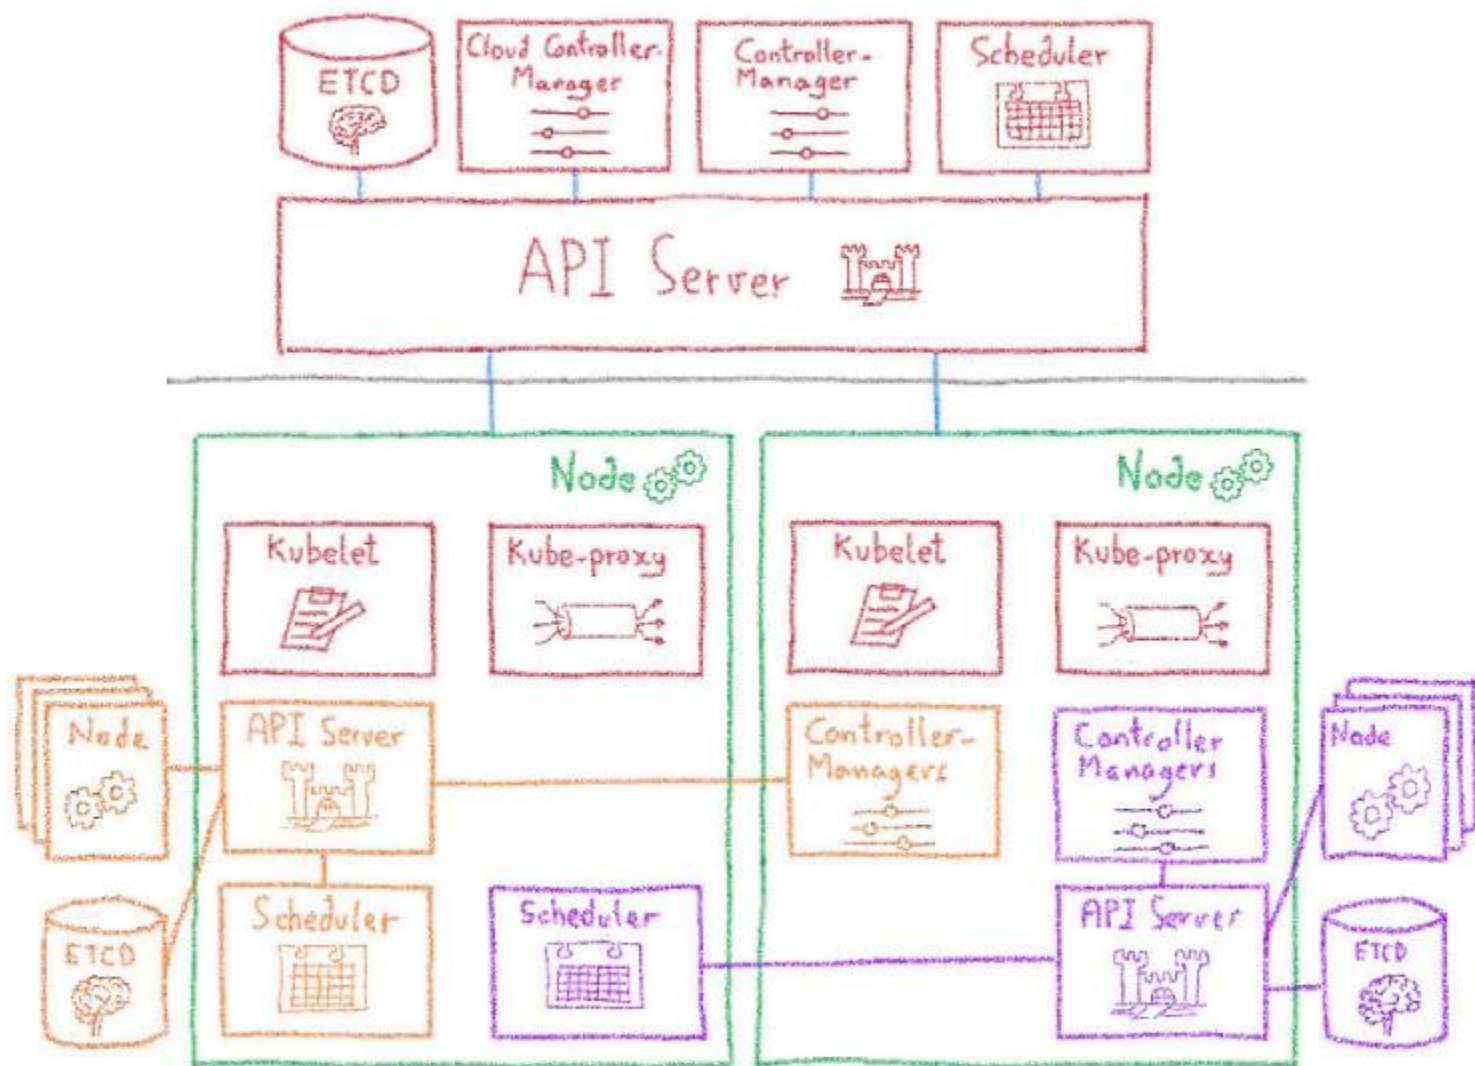 ETCD
Cloud Controller-
Manager
Controller-
Manager
Scheduler
API Server
Node
Node
Kubelet
Kube-proxy
Kubelet
Kube-proxy
Node
API Server
Controller-
Managers
Controller
Managers
Node
ETCD
Scheduler
Scheduler
API Server
ETCD